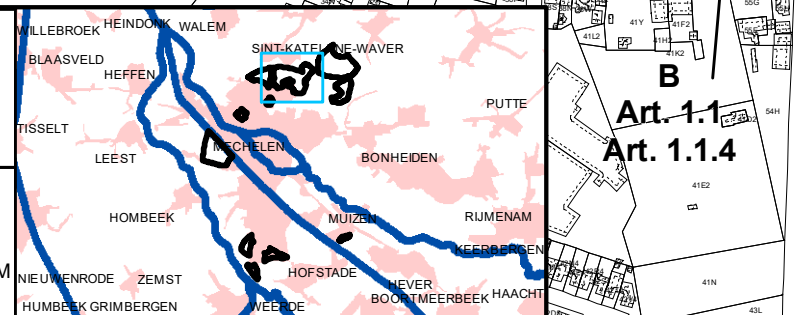 HEINDONK
WALEM
WILLEBROEK
SINT-KATELIJNE-WAVER
BLAASVELD
HEFFEN
PUTTE
TISSELT
MECHELEN
LEEST
BONHEIDEN
HOMBEEK
MUIZEN
RIJMENAM
KEERBERGEN
M
NIEUWENRODE
ZEMST
HOFSTADE
HEVER
HAACHT
BOORTMEERBEEK
HUMBEEK
GRIMBERGEN
WEERDE
55G
41Y
41F2
41L2
41H2
41K2
B
Art. 1.1
Art. 1.1.4
54H
41E2
41N
43L